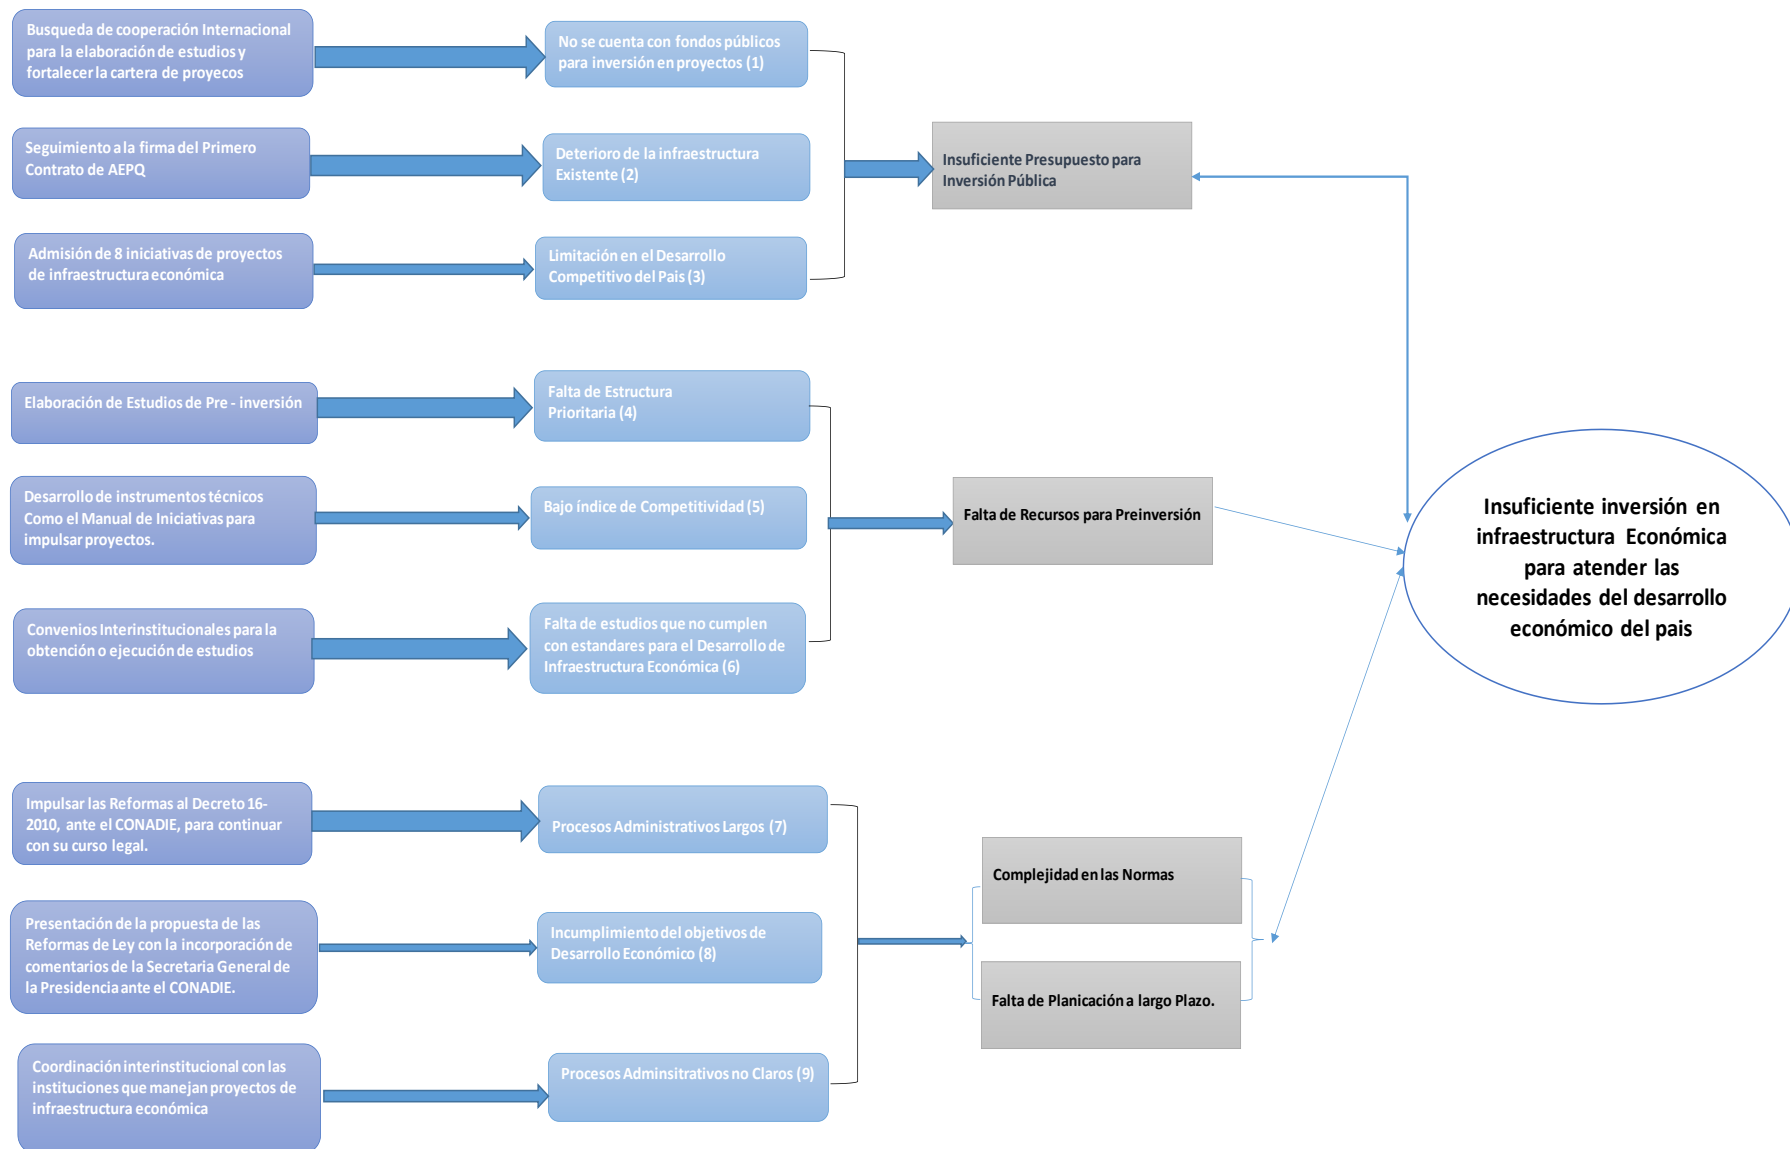 Busqueda de cooperación Internacional
para la elaboración de estudios y
fortalecer la cartera de proyecos
No se cuenta con fondos públicos
para inversión en proyectos (1)
Seguimiento a la firma del Primero
Contrato de AEPQ
Deterioro de la infraestructura
Existente (2)
Insuficiente Presupuesto para
Inversión Pública
Admisión de 8 iniciativas de proyectos
de infraestructura económica
Limitación en el Desarrollo
Competitivo del Pais (3)
Elaboración de Estudios de Pre - inversión
Falta de Estructura
Prioritaria (4)
Desarrollo de instrumentos técnicos
Como el Manual de Iniciativas para
impulsar proyectos.
Bajo índice de Competitividad (5)
Falta de Recursos para Preinversión
Insuficiente inversión en
infraestructura Económica
para atender las
necesidades del desarrollo
económico del pais
Convenios Interinstitucionales para la
obtención o ejecución de estudios
Falta de estudios que no cumplen
con estandares para el Desarrollo de
Infraestructura Económica (6)
Impulsar las Reformas al Decreto 16-
2010, ante el CONADIE, para continuar
con su curso legal.
Procesos Administrativos Largos (7)
Complejidad en las Normas
Presentación de la propuesta de las
Reformas de Ley con la incorporación de
comentarios de la Secretaria General de
la Presidencia ante el CONADIE.
Incumplimiento del objetivos de
Desarrollo Económico (8)
Falta de Planicación a largo Plazo.
Coordinación interinstitucional con las
instituciones que manejan proyectos de
infraestructura económica
Procesos Adminsitrativos no Claros (9)